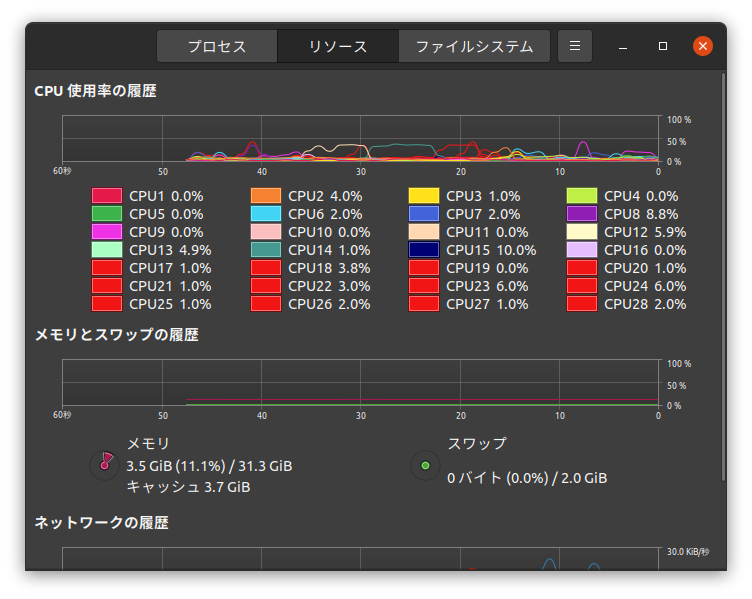 プロセス リソース ファイルシステム
CPU 使用率の履歴
100 %
50 %
0 %
60秒 50 40 30 20 10 0
CPU1 0.0% CPU2 4.0% CPU3 1.0% CPU4 0.0%
CPU5 0.0% CPU6 2.0% CPU7 2.0% CPU8 8.8%
CPU9 0.0% CPU10 0.0% CPU11 0.0% CPU12 5.9%
CPU13 4.9% CPU14 1.0% CPU15 10.0% CPU16 0.0%
CPU17 1.0% CPU18 3.8% CPU19 0.0% CPU20 1.0%
CPU21 1.0% CPU22 3.0% CPU23 6.0% CPU24 6.0%
CPU25 1.0% CPU26 2.0% CPU27 1.0% CPU28 2.0%
メモリとスワップの履歴
100 %
50 %
0 %
60秒 50 40 30 20 10 0
メモリ
3.5 GiB (11.1%) / 31.3 GiB
キャッシュ 3.7 GiB
スワップ
0 バイト (0.0%) / 2.0 GiB
ネットワークの履歴
30.0 KiB/秒